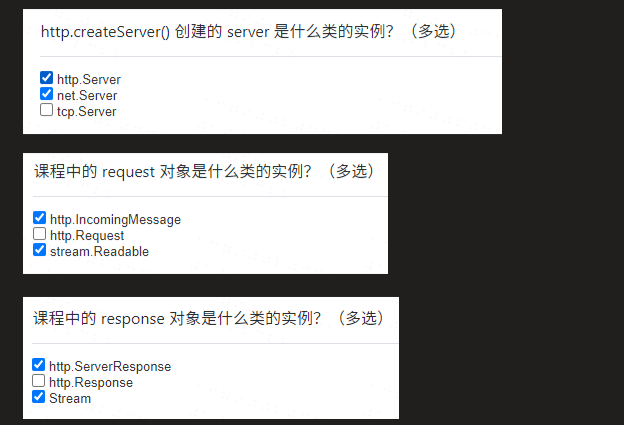 http.createServer() 创建的 server 是什么类的实例？（多选）
http.Server
net.Server
tcp.Server
课程中的 request 对象是什么类的实例？（多选）
http.IncomingMessage
http.Request
stream.Readable
课程中的 response 对象是什么类的实例？（多选）
http.ServerResponse
http.Response
Stream